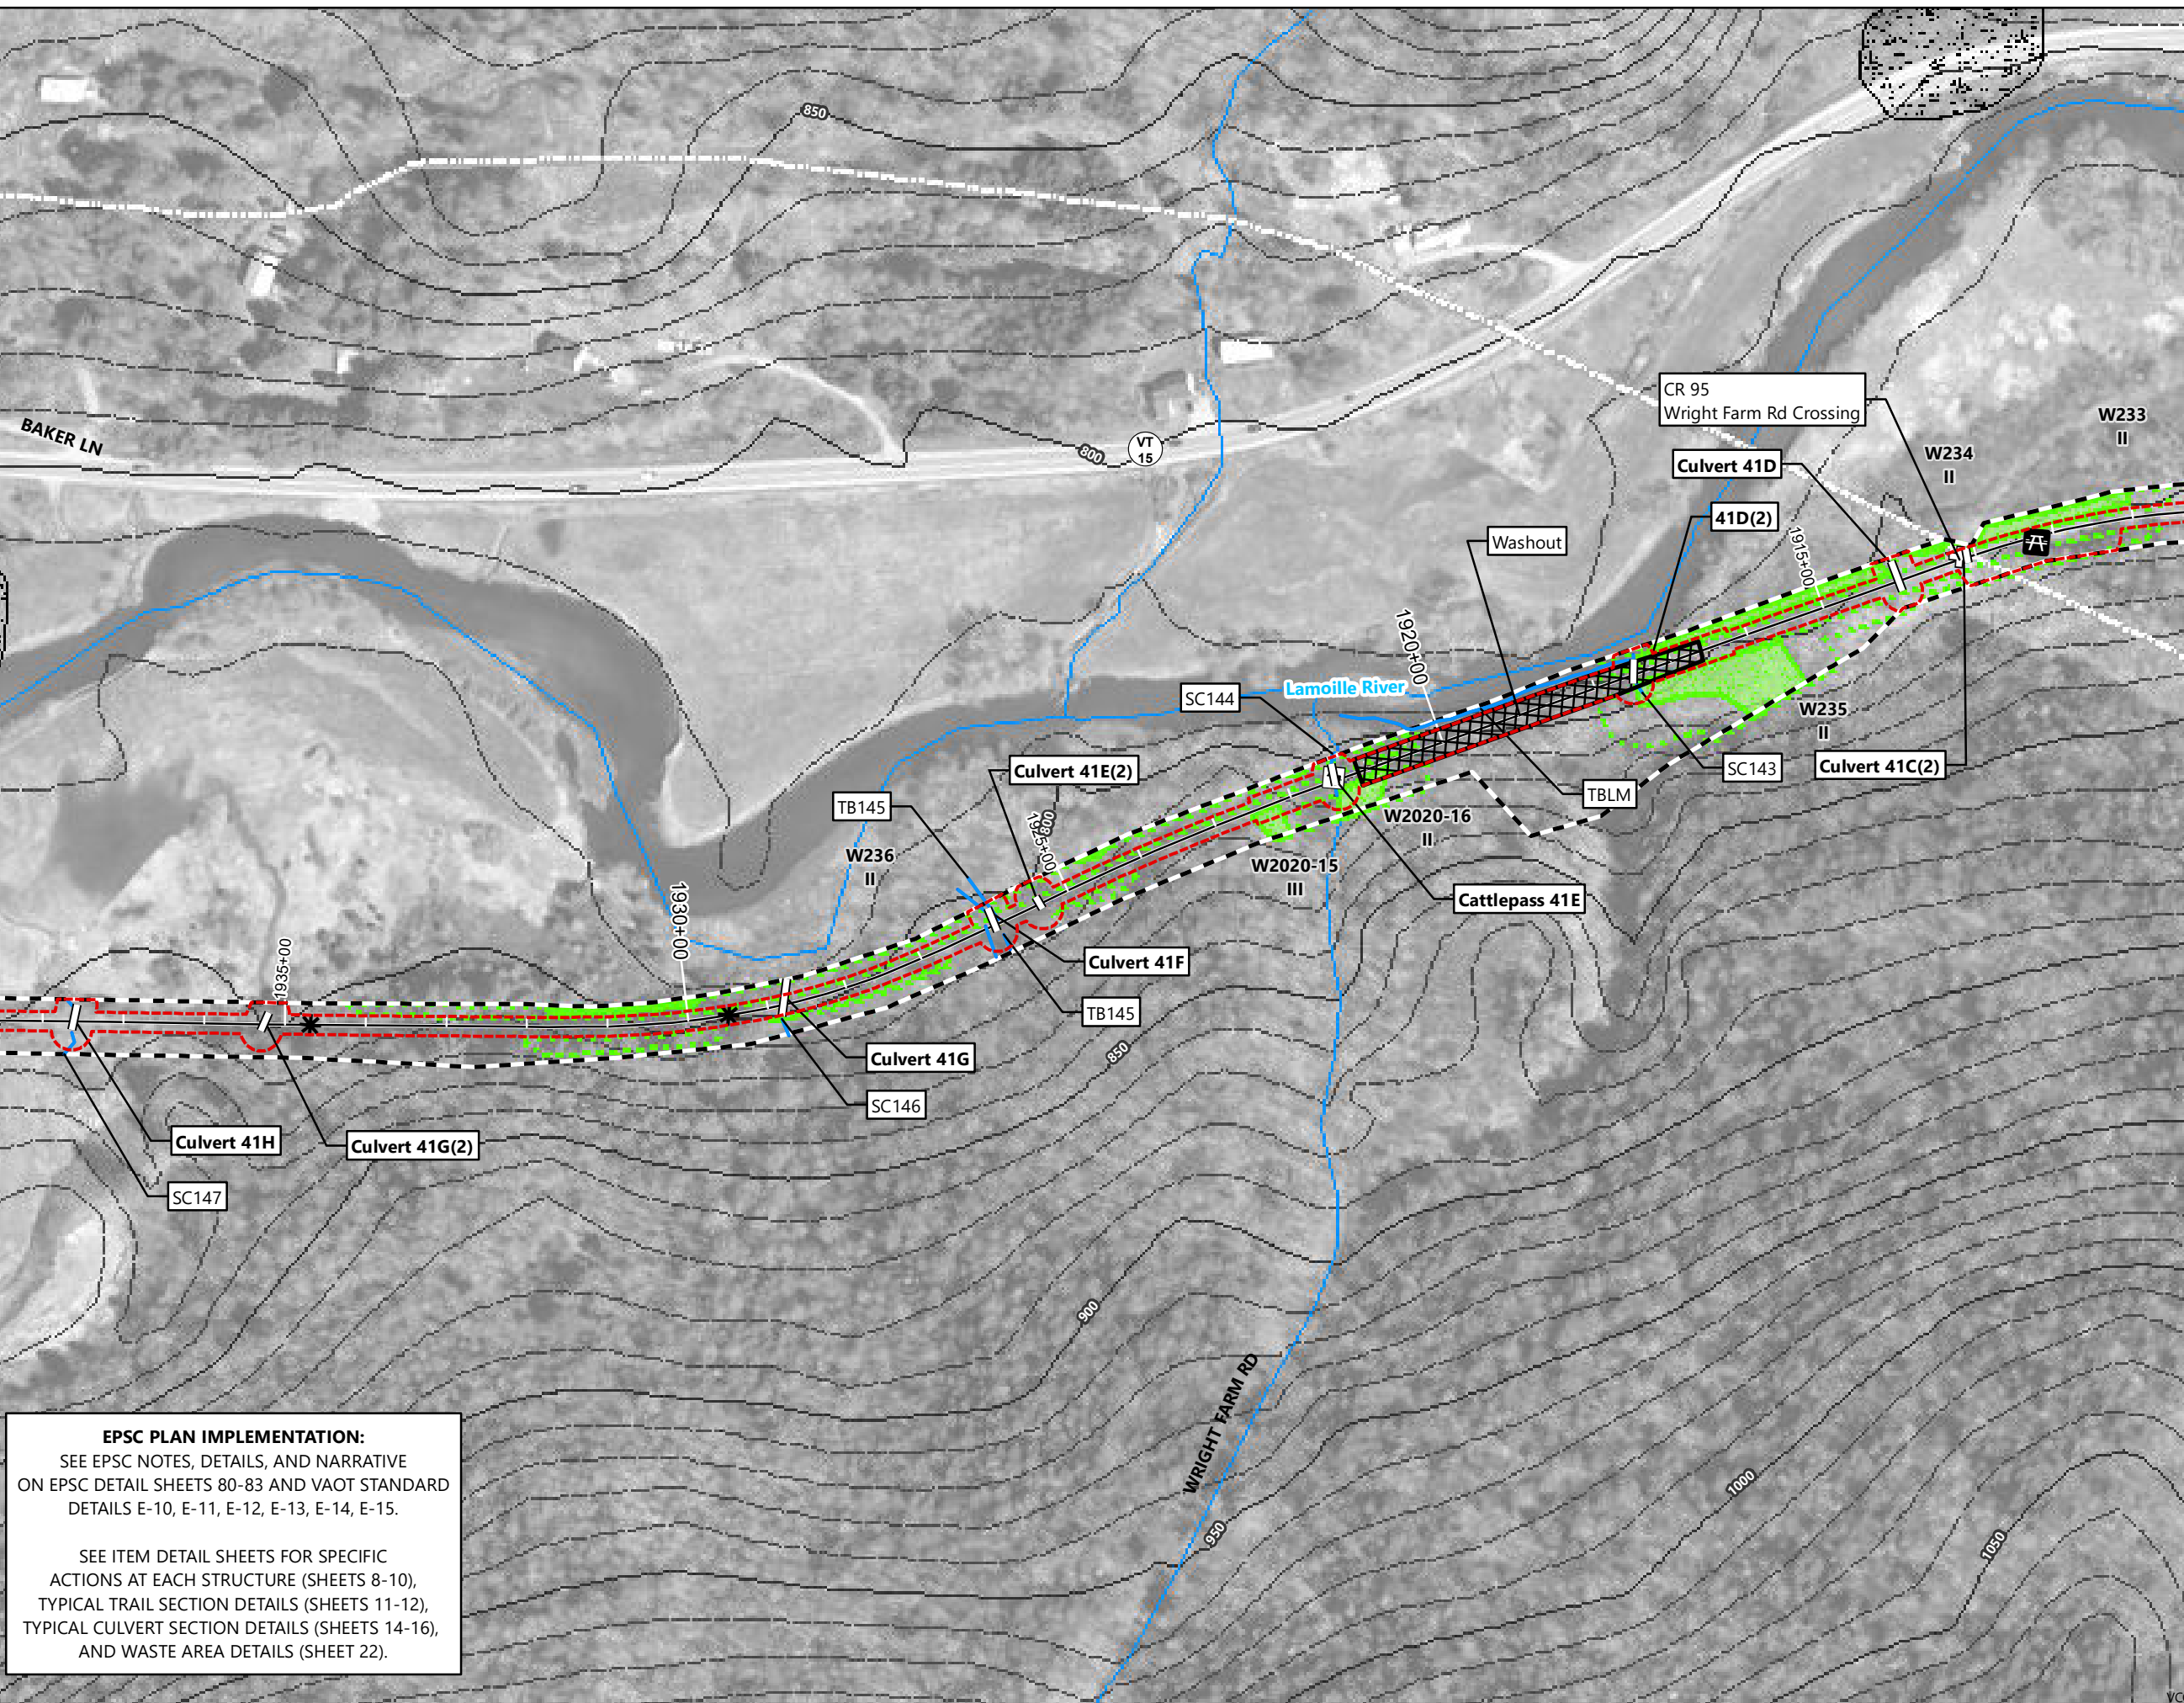 850
BAKER LN
VT
15
800
CR 95
Wright Farm Rd Crossing
W233
II
W234
II
Culvert 41D
41D(2)
Washout
1915+00
1920+00
Lamoille River
SC144
W235
II
SC143
Culvert 41C(2)
TBLM
Culvert 41E(2)
TB145
800
1925+00
W2020-16
II
W236
II
W2020-15
III
Cattlepass 41E
1930+00
1935+00
Culvert 41F
TB145
850
Culvert 41G
SC146
Culvert 41H
Culvert 41G(2)
SC147
900
WRIGHT FARM RD
950
1000
1050
EPSC PLAN IMPLEMENTATION:
SEE EPSC NOTES, DETAILS, AND NARRATIVE
ON EPSC DETAIL SHEETS 80-83 AND VAOT STANDARD
DETAILS E-10, E-11, E-12, E-13, E-14, E-15.
SEE ITEM DETAIL SHEETS FOR SPECIFIC
ACTIONS AT EACH STRUCTURE (SHEETS 8-10),
TYPICAL TRAIL SECTION DETAILS (SHEETS 11-12),
TYPICAL CULVERT SECTION DETAILS (SHEETS 14-16),
AND WASTE AREA DETAILS (SHEET 22).